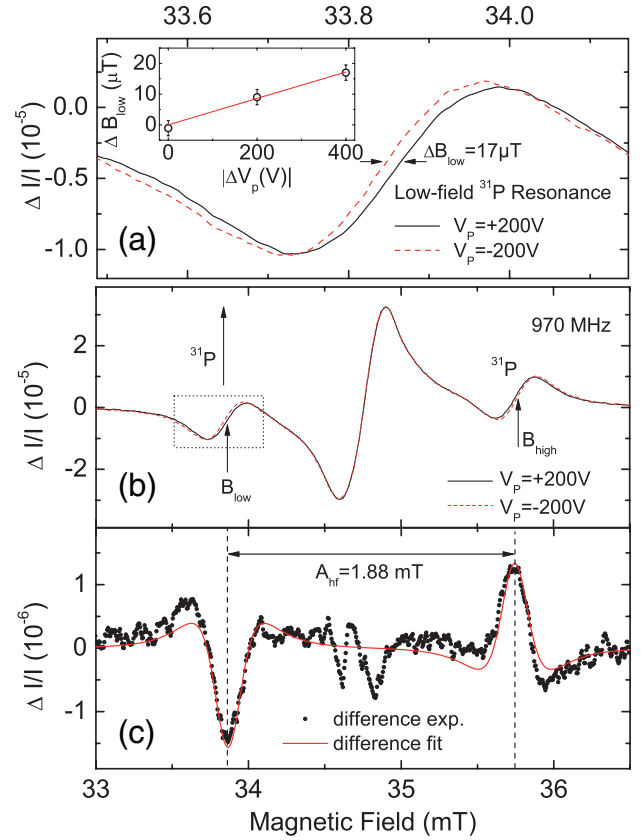 33.6 33.8 34.0
ΔI/I (10⁻⁵)
0.0
-0.5
-1.0
Δ B_low (μT)
20
10
0
0 200 400
|ΔV_p(V)|
ΔB_low=17μT
Low-field ³¹P Resonance
V_P=+200V
V_P=-200V
(a)
ΔI/I (10⁻⁵)
2
0
-2
970 MHz
³¹P
³¹P
B_low
B_high
V_P=+200V
V_P=-200V
(b)
ΔI/I (10⁻⁶)
1
0
-1
A_hf=1.88 mT
difference exp.
difference fit
(c)
33 34 35 36
Magnetic Field (mT)